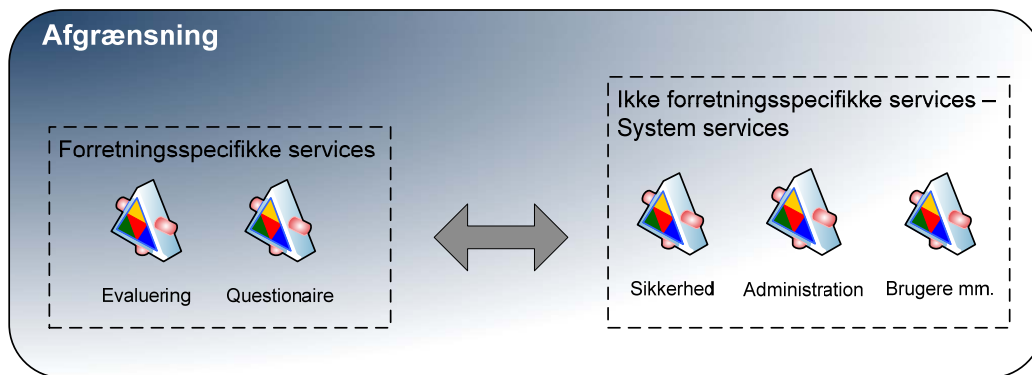 Afgrænsning
Forretningsspecifikke services
Evaluering
Questionaire
Ikke forretningsspecifikke services –
System services
Sikkerhed
Administration
Brugere mm.